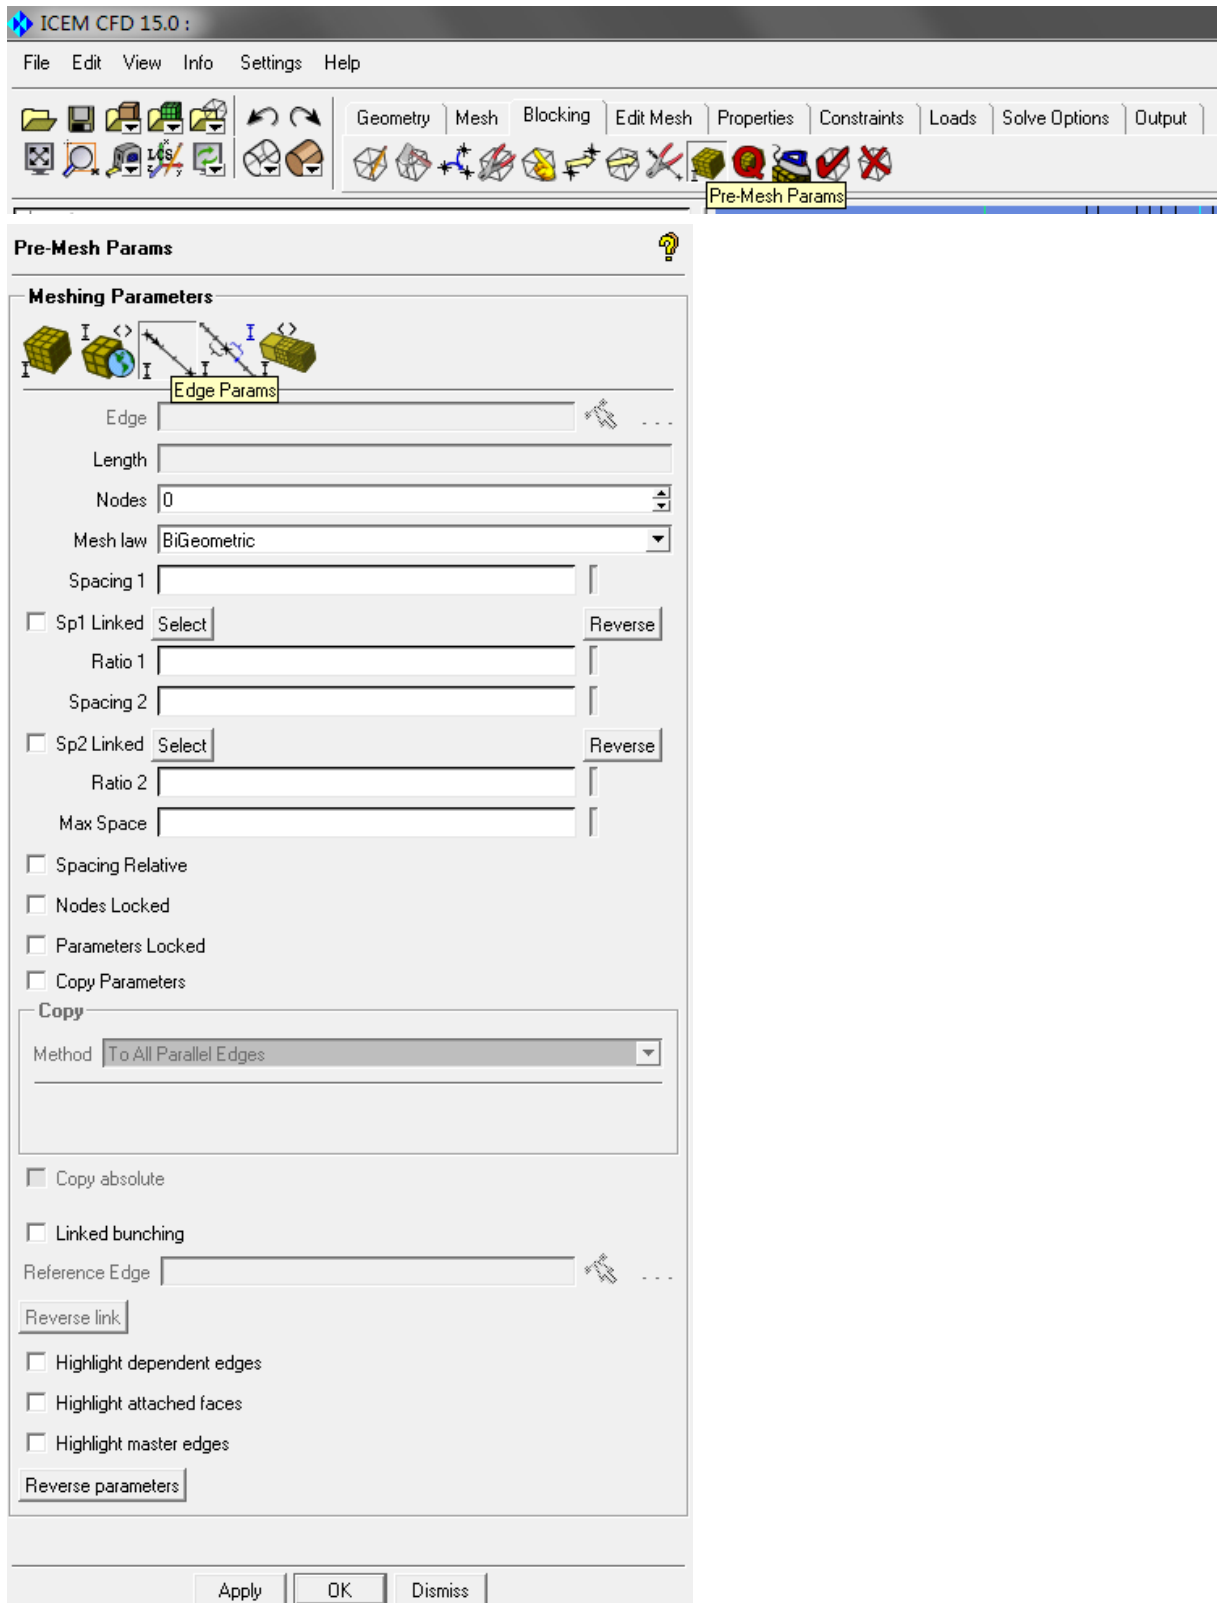 ICEM CFD 15.0 :
File Edit View Info Settings Help
Geometry Mesh Blocking Edit Mesh Properties Constraints Loads Solve Options Output
LCS
Pre-Mesh Params
Pre-Mesh Params
Meshing Parameters
Edge Params
Edge ...
Length
Nodes 0
Mesh law BiGeometric
Spacing 1
Sp1 Linked Select Reverse
Ratio 1
Spacing 2
Sp2 Linked Select Reverse
Ratio 2
Max Space
Spacing Relative
Nodes Locked
Parameters Locked
Copy Parameters
Copy
Method To All Parallel Edges
Copy absolute
Linked bunching
Reference Edge ...
Reverse link
Highlight dependent edges
Highlight attached faces
Highlight master edges
Reverse parameters
Apply OK Dismiss